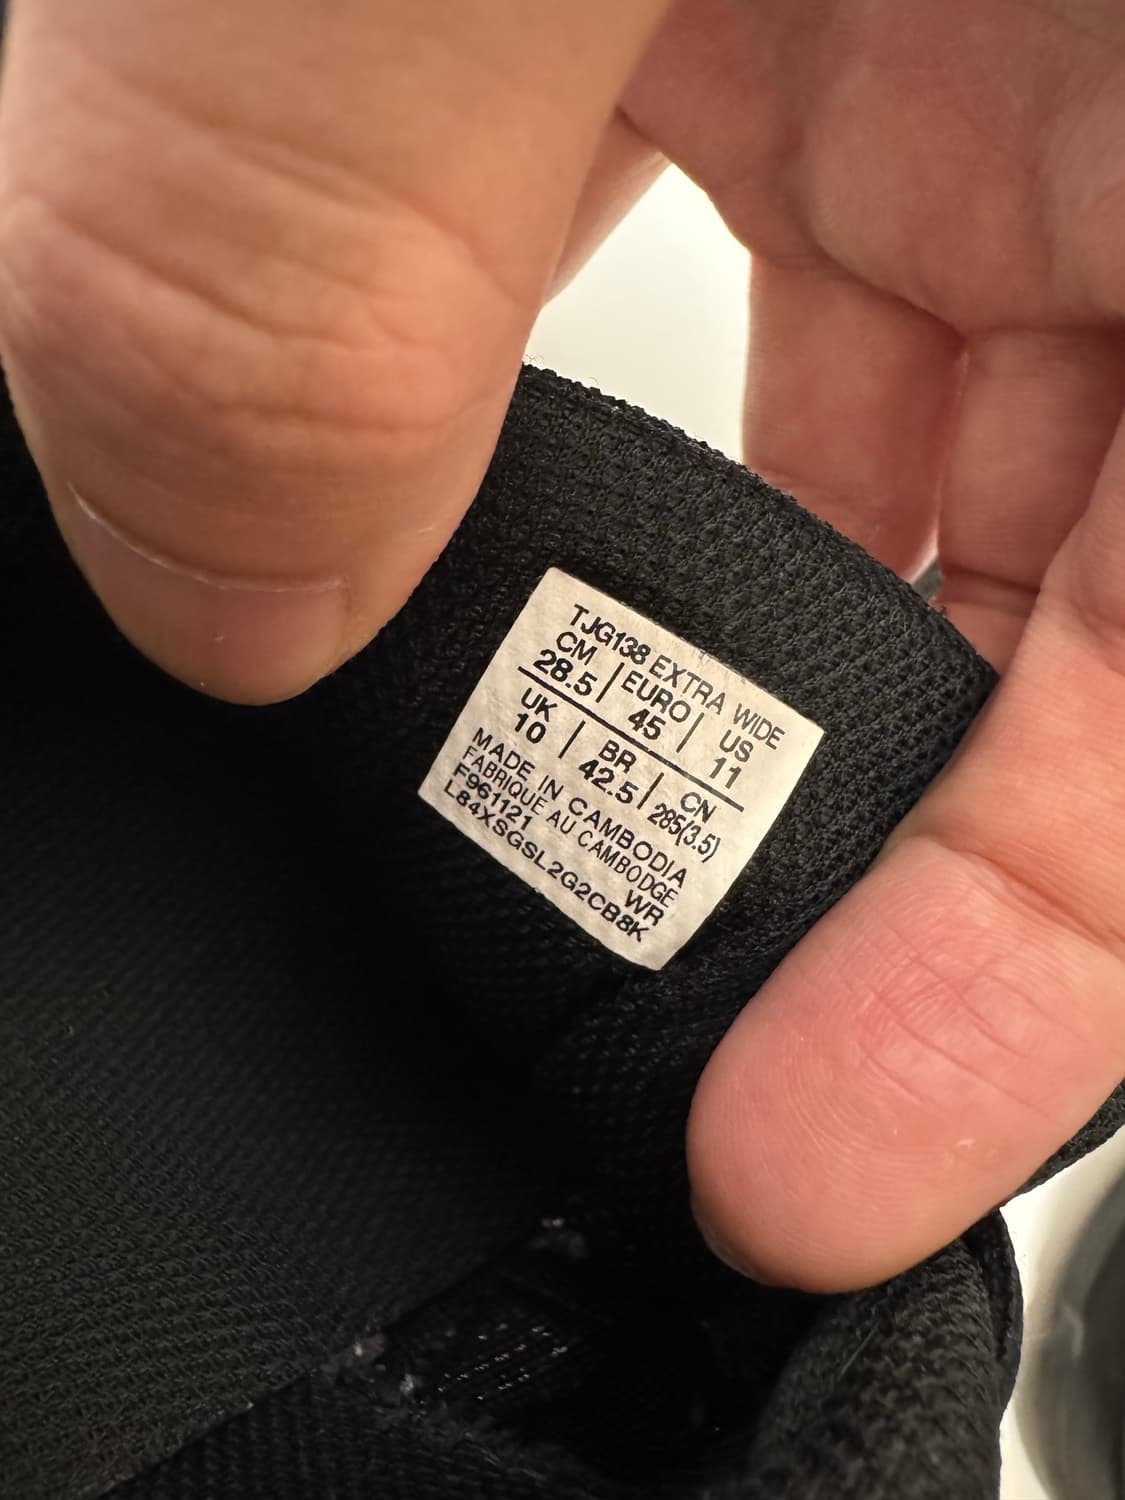 TJG138 EXTRA WIDE
CM | EURO | US
28.5 | 45 | 11
UK | BR | CN
10 | 42.5 | 285(3.5)
MADE IN CAMBODIA
FABRIQUE AU CAMBODGE
F961121 WR
L84XSGSL2G2CB8K